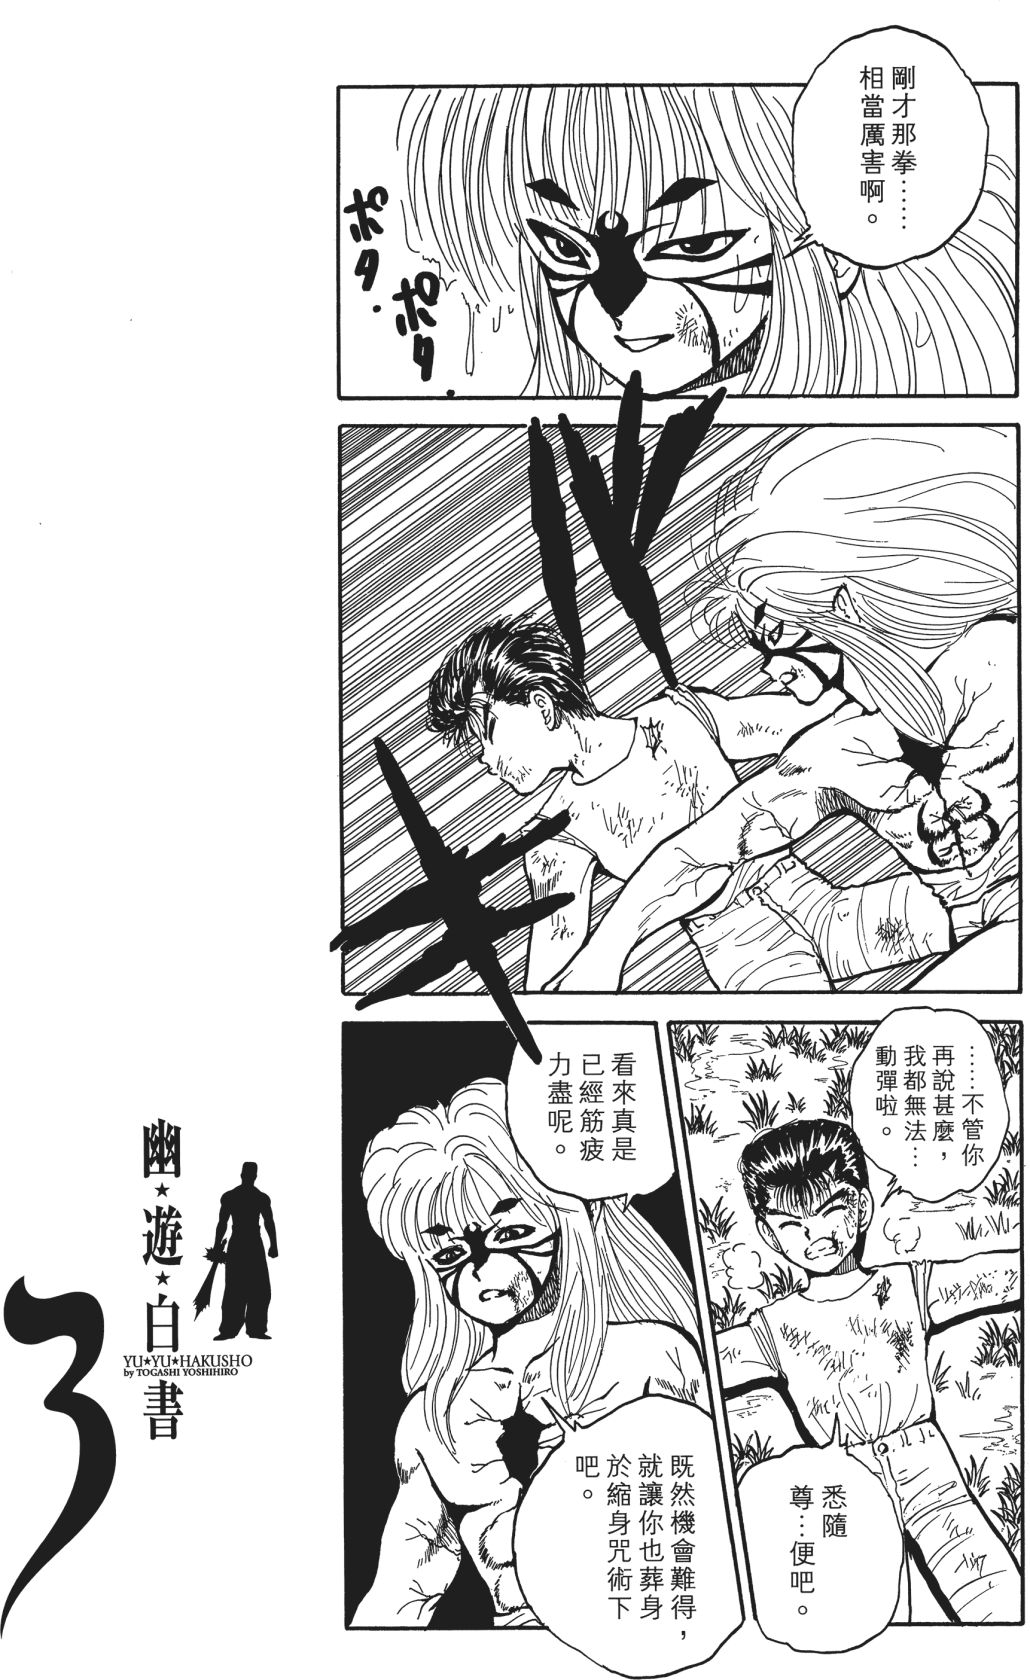 剛才那拳……
相當厲害啊。
ポタ.
ポタ.
……不管你
再說甚麼，
我都無法…
動彈啦。
悉隨
尊…便吧。
看來真是
已經筋疲
力盡呢。
既然機會難得，
就讓你也葬身
於縮身咒術下
吧。
幽★遊★白書
YU★YU★HAKUSHO
by TOGASHI YOSHIHIRO
3